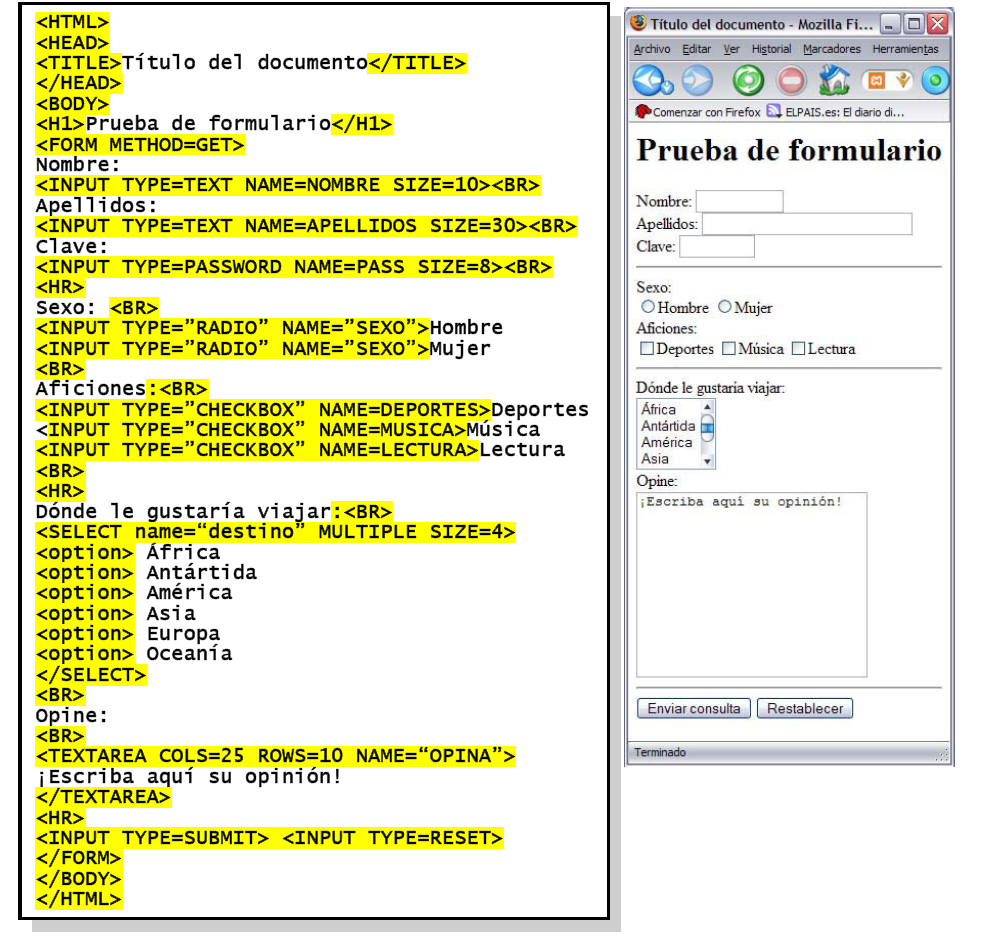 <HTML>
<HEAD>
<TITLE>Título del documento</TITLE>
</HEAD>
<BODY>
<H1>Prueba de formulario</H1>
<FORM METHOD=GET>
Nombre:
<INPUT TYPE=TEXT NAME=NOMBRE SIZE=10><BR>
Apellidos:
<INPUT TYPE=TEXT NAME=APELLIDOS SIZE=30><BR>
Clave:
<INPUT TYPE=PASSWORD NAME=PASS SIZE=8><BR>
<HR>
Sexo: <BR>
<INPUT TYPE=”RADIO” NAME=”SEXO”>Hombre
<INPUT TYPE=”RADIO” NAME=”SEXO”>Mujer
<BR>
Aficiones:<BR>
<INPUT TYPE=”CHECKBOX” NAME=DEPORTES>Deportes
<INPUT TYPE=”CHECKBOX” NAME=MUSICA>Música
<INPUT TYPE=”CHECKBOX” NAME=LECTURA>Lectura
<BR>
<HR>
Dónde le gustaría viajar:<BR>
<SELECT name=“destino” MULTIPLE SIZE=4>
<option> África
<option> Antártida
<option> América
<option> Asia
<option> Europa
<option> Oceanía
</SELECT>
<BR>
Opine:
<BR>
<TEXTAREA COLS=25 ROWS=10 NAME=“OPINA”>
¡Escriba aquí su opinión!
</TEXTAREA>
<HR>
<INPUT TYPE=SUBMIT> <INPUT TYPE=RESET>
</FORM>
</BODY>
</HTML>
Título del documento - Mozilla Fi...
Archivo Editar Ver Historial Marcadores Herramientas
Comenzar con Firefox ELPAIS.es: El diario di...
Prueba de formulario
Nombre:
Apellidos:
Clave:
Sexo:
Hombre Mujer
Aficiones:
Deportes Música Lectura
Dónde le gustaría viajar:
África
Antártida
América
Asia
Opine:
¡Escriba aquí su opinión!
Enviar consulta Restablecer
Terminado